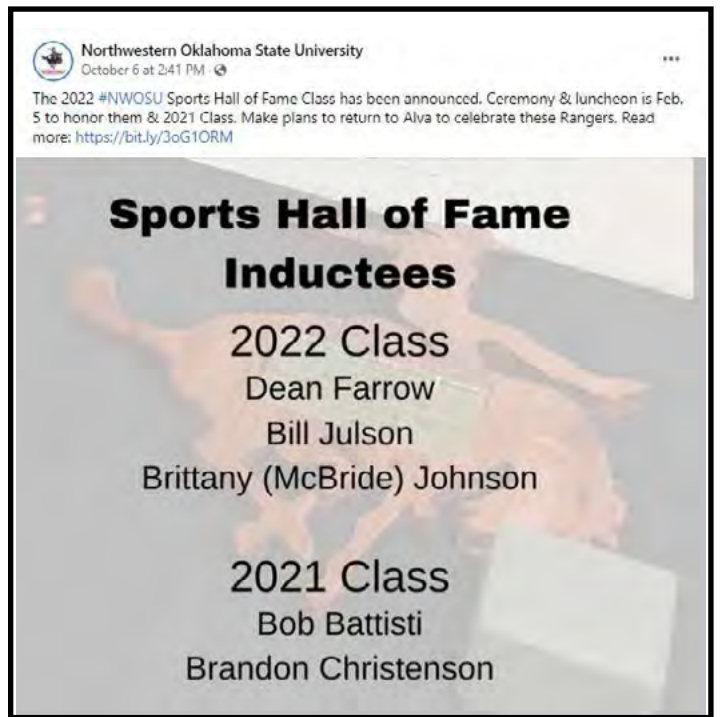 Northwestern Oklahoma State University
October 6 at 2:41 PM ·
The 2022 #NWOSU Sports Hall of Fame Class has been announced. Ceremony & luncheon is Feb.
5 to honor them & 2021 Class. Make plans to return to Alva to celebrate these Rangers. Read
more: https://bit.ly/3oG1ORM
Sports Hall of Fame
Inductees
2022 Class
Dean Farrow
Bill Julson
Brittany (McBride) Johnson
2021 Class
Bob Battisti
Brandon Christenson